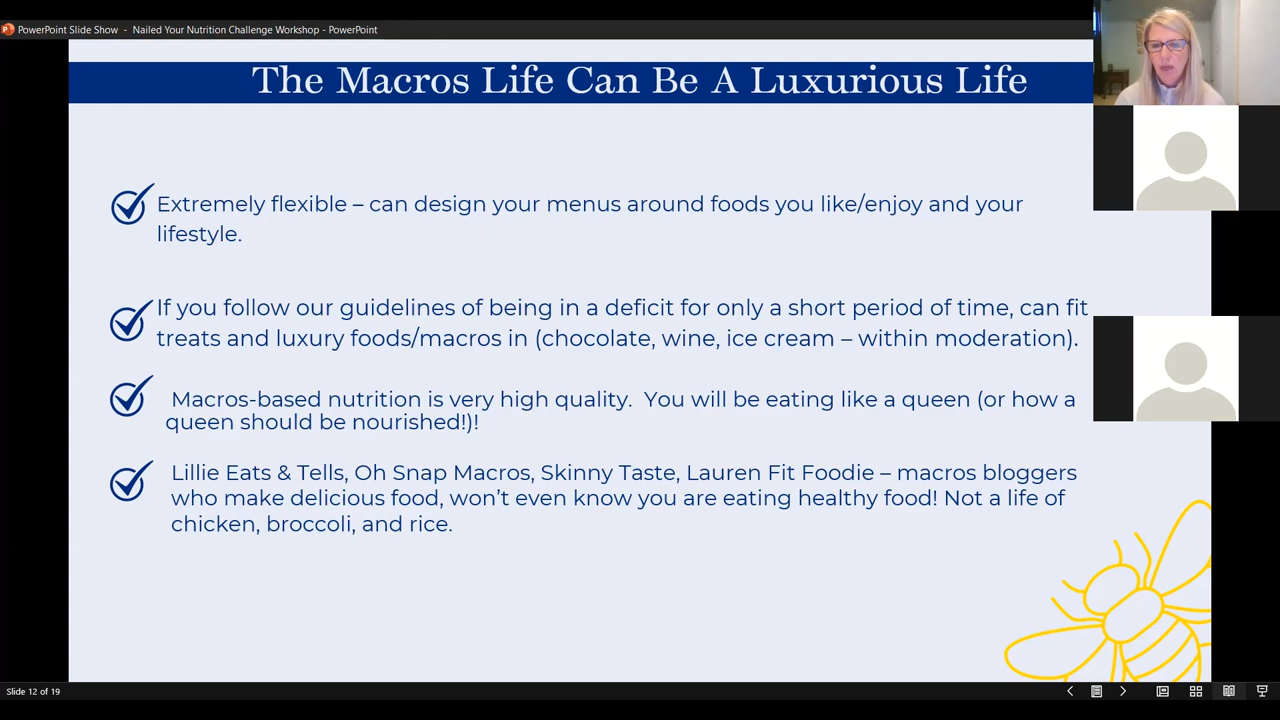 PowerPoint Slide Show - Nailed Your Nutrition Challenge Workshop - PowerPoint
The Macros Life Can Be A Luxurious Life
Extremely flexible – can design your menus around foods you like/enjoy and your
lifestyle.
If you follow our guidelines of being in a deficit for only a short period of time, can fit
treats and luxury foods/macros in (chocolate, wine, ice cream – within moderation).
Macros-based nutrition is very high quality.  You will be eating like a queen (or how a
queen should be nourished!)!
Lillie Eats & Tells, Oh Snap Macros, Skinny Taste, Lauren Fit Foodie – macros bloggers
who make delicious food, won’t even know you are eating healthy food! Not a life of
chicken, broccoli, and rice.
Slide 12 of 19